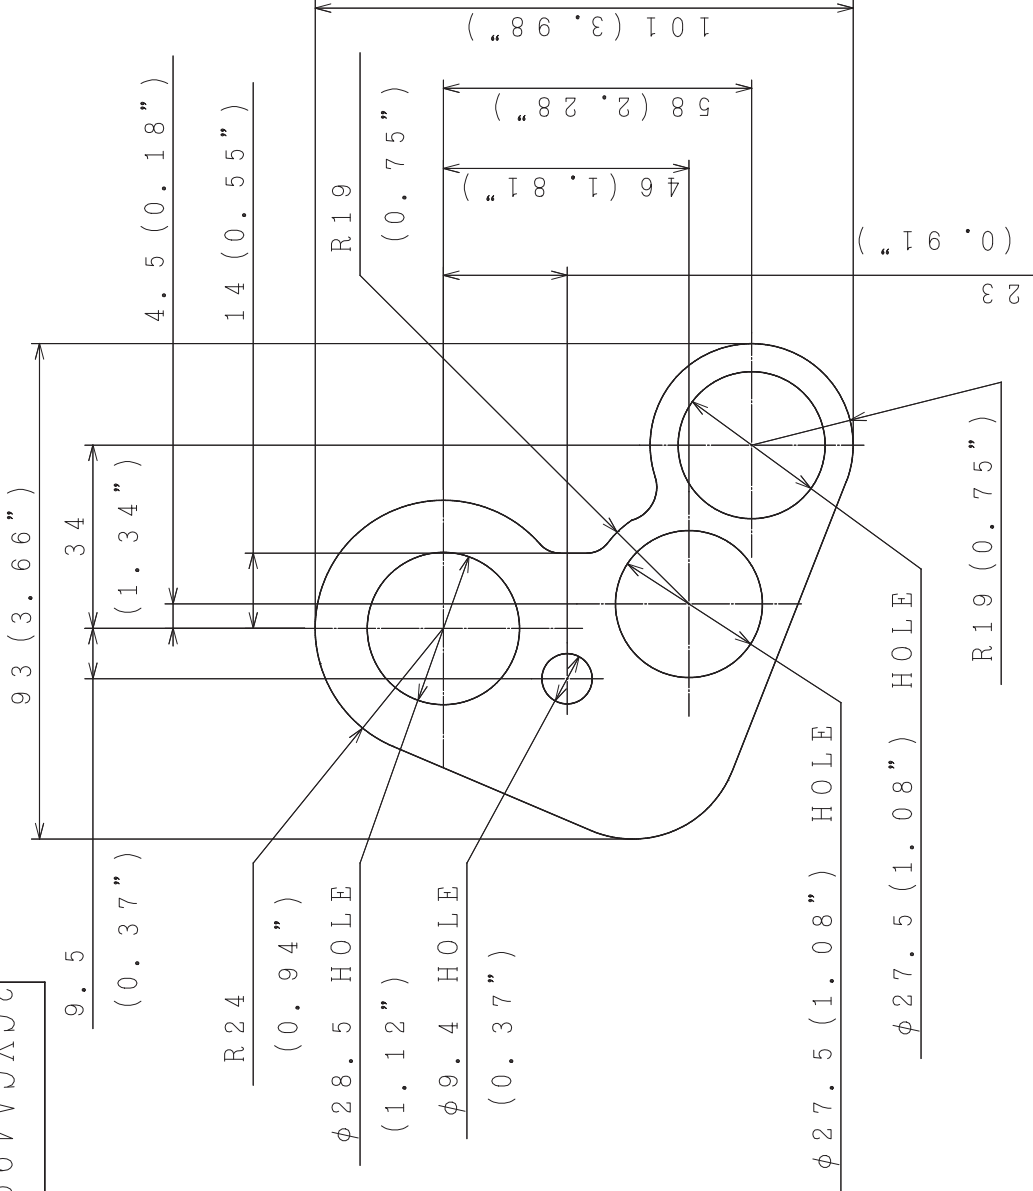 101 (3.98")
58 (2.28")
46 (1.81")
(0.91")
23
4.5 (0.18")
14 (0.55")
R19
(0.75")
93 (3.66")
34
(1.34")
9.5
(0.37")
R24
(0.94")
φ28.5 HOLE
(1.12")
φ9.4 HOLE
(0.37")
R19 (0.75")
φ27.5 (1.08") HOLE
φ27.5 (1.08") HOLE